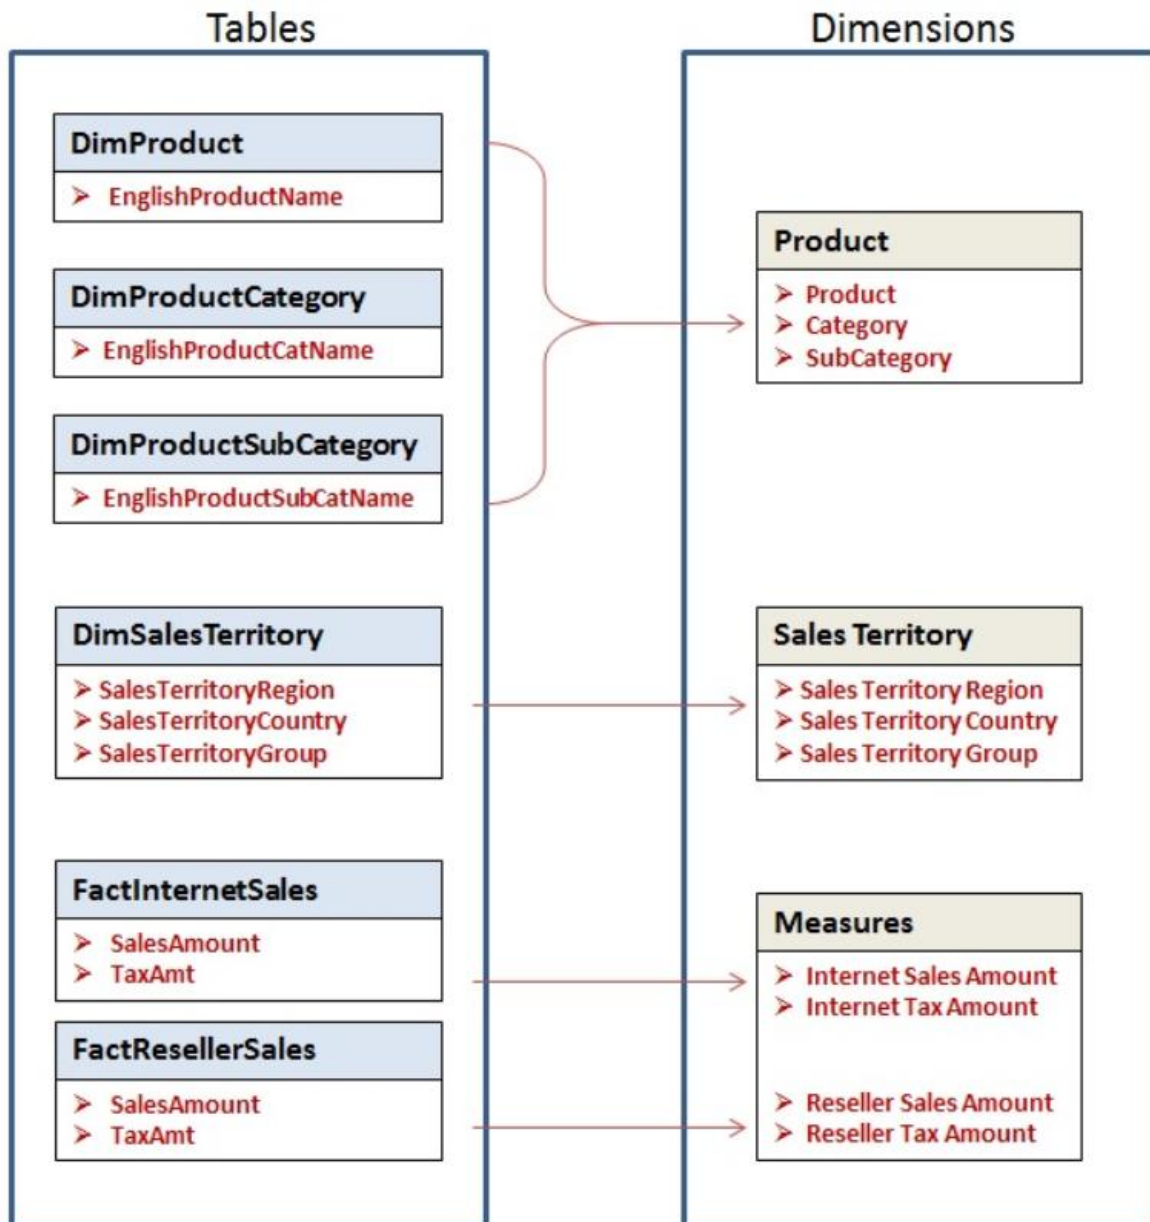 Tables
DimProduct
EnglishProductName
DimProductCategory
EnglishProductCatName
DimProductSubCategory
EnglishProductSubCatName
DimSalesTerritory
SalesTerritoryRegion
SalesTerritoryCountry
SalesTerritoryGroup
FactInternetSales
SalesAmount
TaxAmt
FactResellerSales
SalesAmount
TaxAmt
Dimensions
Product
Product
Category
SubCategory
Sales Territory
Sales Territory Region
Sales Territory Country
Sales Territory Group
Measures
Internet Sales Amount
Internet Tax Amount
Reseller Sales Amount
Reseller Tax Amount